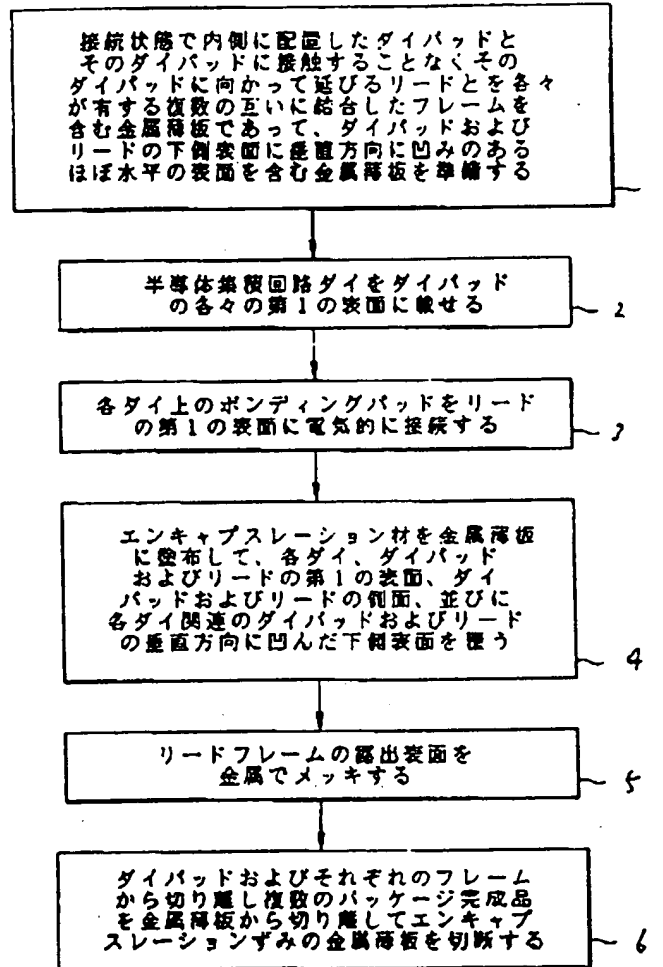 接続状態で内側に配置したダイパッドと
そのダイパッドに接触することなくその
ダイパッドに向かって延びるリードとを各々
が有する複数の互いに結合したフレームを
含む金属薄板であって、ダイパッドおよび
リードの下側表面に垂直方向に凹みのある
ほぼ水平の表面を含む金属薄板を準備する
半導体集積回路ダイをダイパッド
の各々の第1の表面に載せる
2
各ダイ上のボンディングパッドをリード
の第1の表面に電気的に接続する
3
エンキャプスレーション材を金属薄板
に塗布して、各ダイ、ダイパッド
およびリードの第1の表面、ダイ
パッドおよびリードの側面、並びに
各ダイ関連のダイパッドおよびリード
の垂直方向に凹んだ下側表面を覆う
4
リードフレームの露出表面を
金属でメッキする
5
ダイパッドおよびそれぞれのフレーム
から切り離し複数のパッケージ完成品
を金属薄板から切り離してエンキャプ
スレーションずみの金属薄板を切断する
6